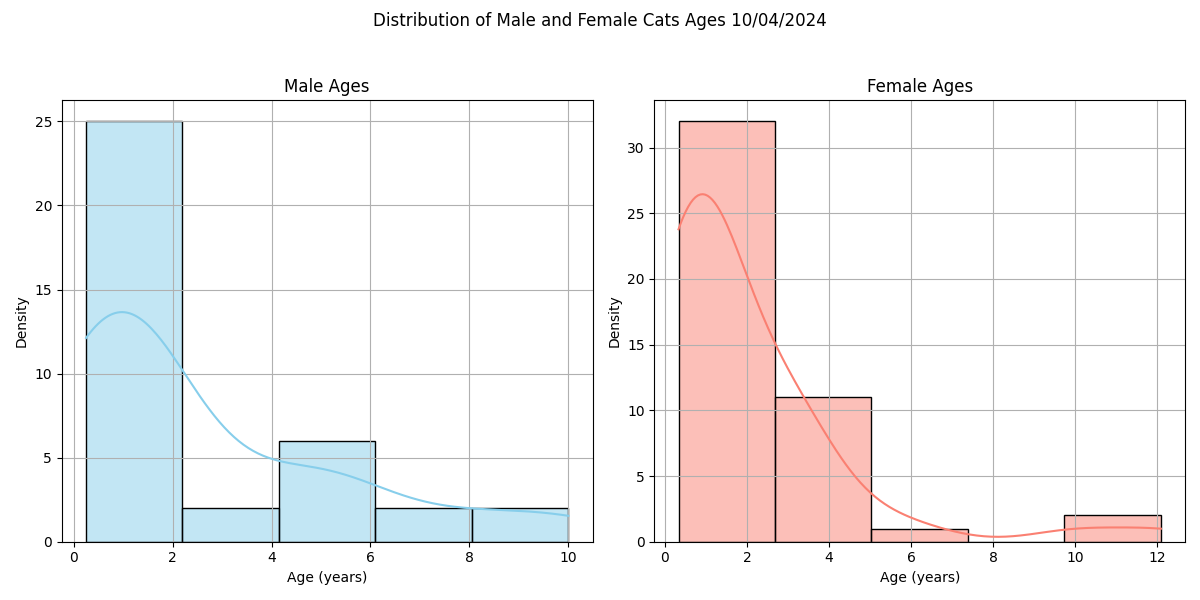 Distribution of Male and Female Cats Ages 10/04/2024
Male Ages
Density
25
20
15
10
5
0
0 2 4 6 8 10
Age (years)
Female Ages
Density
30
25
20
15
10
5
0
0 2 4 6 8 10 12
Age (years)